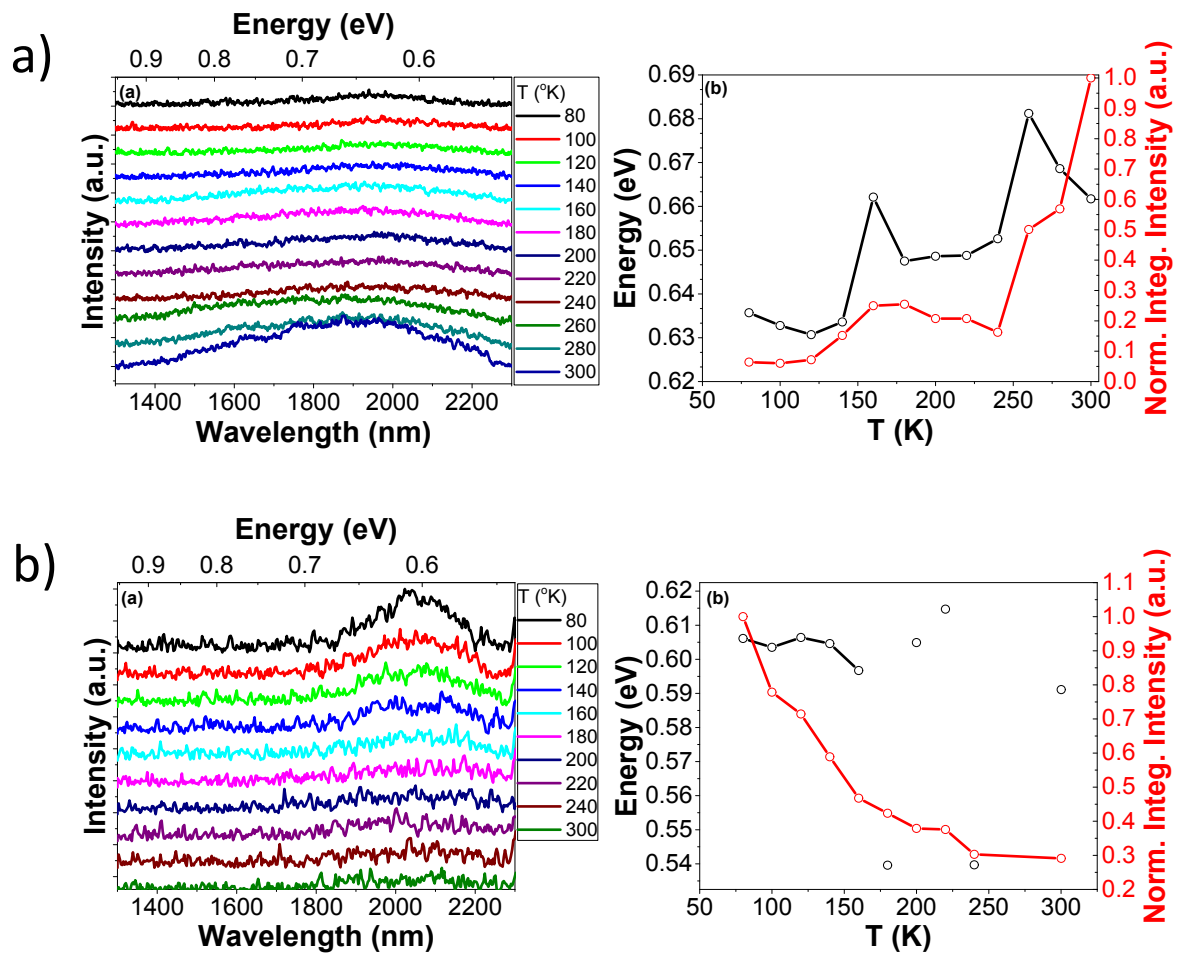 a)
Energy (eV)
0.9 0.8 0.7 0.6
(a)
Intensity (a.u.)
T (°K)
80
100
120
140
160
180
200
220
240
260
280
300
1400 1600 1800 2000 2200
Wavelength (nm)
(b)
Energy (eV)
0.69
0.68
0.67
0.66
0.65
0.64
0.63
0.62
Norm. Integ. Intensity (a.u.)
1.0
0.9
0.8
0.7
0.6
0.5
0.4
0.3
0.2
0.1
0.0
50 100 150 200 250 300
T (K)
b)
Energy (eV)
0.9 0.8 0.7 0.6
(a)
Intensity (a.u.)
T (°K)
80
100
120
140
160
180
200
220
240
300
1400 1600 1800 2000 2200
Wavelength (nm)
(b)
Energy (eV)
0.62
0.61
0.60
0.59
0.58
0.57
0.56
0.55
0.54
Norm. Integ. Intensity (a.u.)
1.1
1.0
0.9
0.8
0.7
0.6
0.5
0.4
0.3
0.2
50 100 150 200 250 300
T (K)